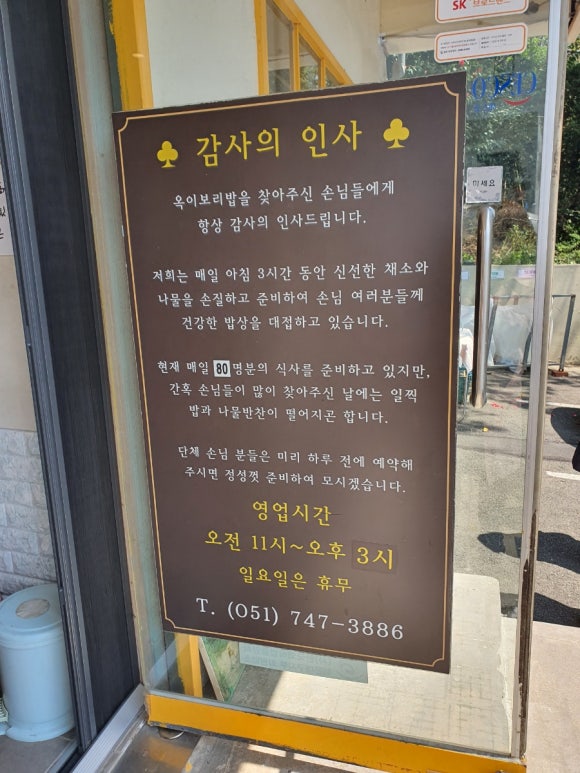 SK 브로드밴드
감사의 인사
옥이보리밥을 찾아주신 손님들에게
항상 감사의 인사드립니다.
저희는 매일 아침 3시간 동안 신선한 채소와
나물을 손질하고 준비하여 손님 여러분들께
건강한 밥상을 대접하고 있습니다.
현재 매일 80명분의 식사를 준비하고 있지만,
간혹 손님들이 많이 찾아주신 날에는 일찍
밥과 나물반찬이 떨어지곤 합니다.
단체 손님 분들은 미리 하루 전에 예약해
주시면 정성껏 준비하여 모시겠습니다.
영업시간
오전 11시~오후 3시
일요일은 휴무
T. (051) 747-3886
미세요